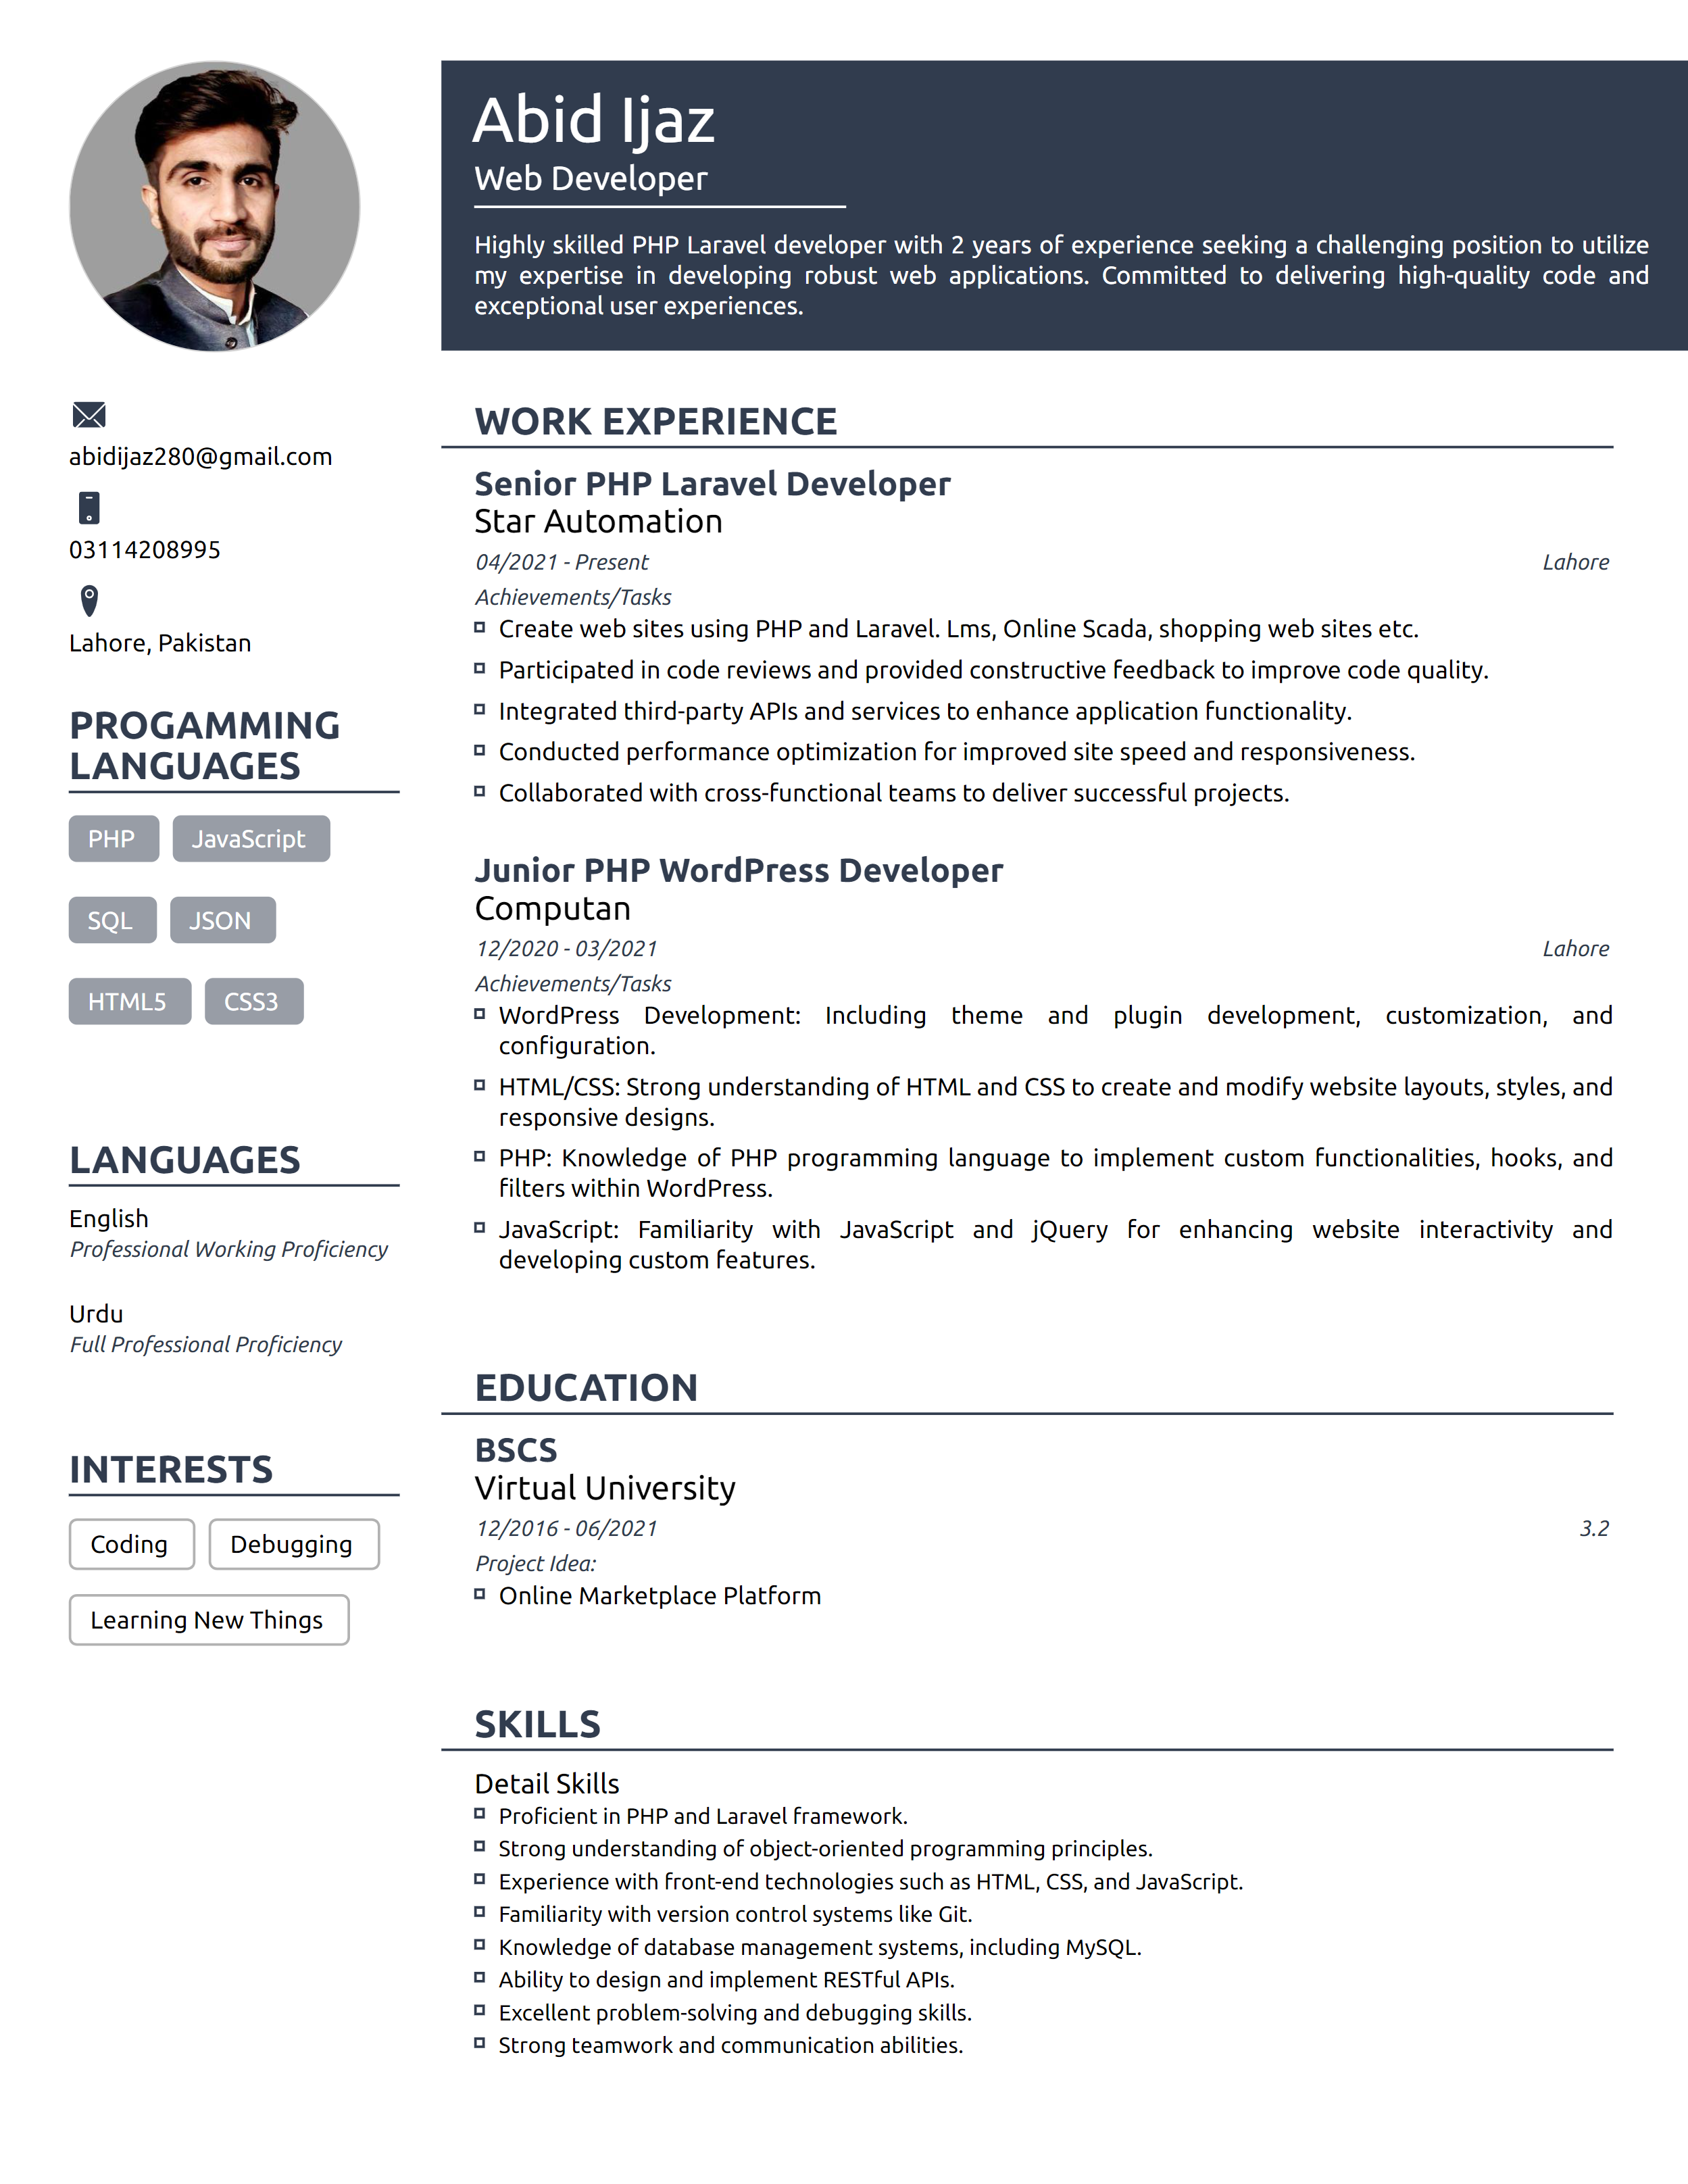 Abid Ijaz
Web Developer
Highly skilled PHP Laravel developer with 2 years of experience seeking a challenging position to utilize
my expertise in developing robust web applications. Committed to delivering high-quality code and
exceptional user experiences.
abidijaz280@gmail.com
03114208995
Lahore, Pakistan
PROGAMMING
LANGUAGES
PHP JavaScript
SQL JSON
HTML5 CSS3
LANGUAGES
English
Professional Working Proficiency
Urdu
Full Professional Proficiency
INTERESTS
Coding Debugging
Learning New Things
WORK EXPERIENCE
Senior PHP Laravel Developer
Star Automation
04/2021 - Present Lahore
Achievements/Tasks
Create web sites using PHP and Laravel. Lms, Online Scada, shopping web sites etc.
Participated in code reviews and provided constructive feedback to improve code quality.
Integrated third-party APIs and services to enhance application functionality.
Conducted performance optimization for improved site speed and responsiveness.
Collaborated with cross-functional teams to deliver successful projects.
Junior PHP WordPress Developer
Computan
12/2020 - 03/2021 Lahore
Achievements/Tasks
WordPress Development: Including theme and plugin development, customization, and
configuration.
HTML/CSS: Strong understanding of HTML and CSS to create and modify website layouts, styles, and
responsive designs.
PHP: Knowledge of PHP programming language to implement custom functionalities, hooks, and
filters within WordPress.
JavaScript: Familiarity with JavaScript and jQuery for enhancing website interactivity and
developing custom features.
EDUCATION
BSCS
Virtual University
12/2016 - 06/2021 3.2
Project Idea:
Online Marketplace Platform
SKILLS
Detail Skills
Proficient in PHP and Laravel framework.
Strong understanding of object-oriented programming principles.
Experience with front-end technologies such as HTML, CSS, and JavaScript.
Familiarity with version control systems like Git.
Knowledge of database management systems, including MySQL.
Ability to design and implement RESTful APIs.
Excellent problem-solving and debugging skills.
Strong teamwork and communication abilities.